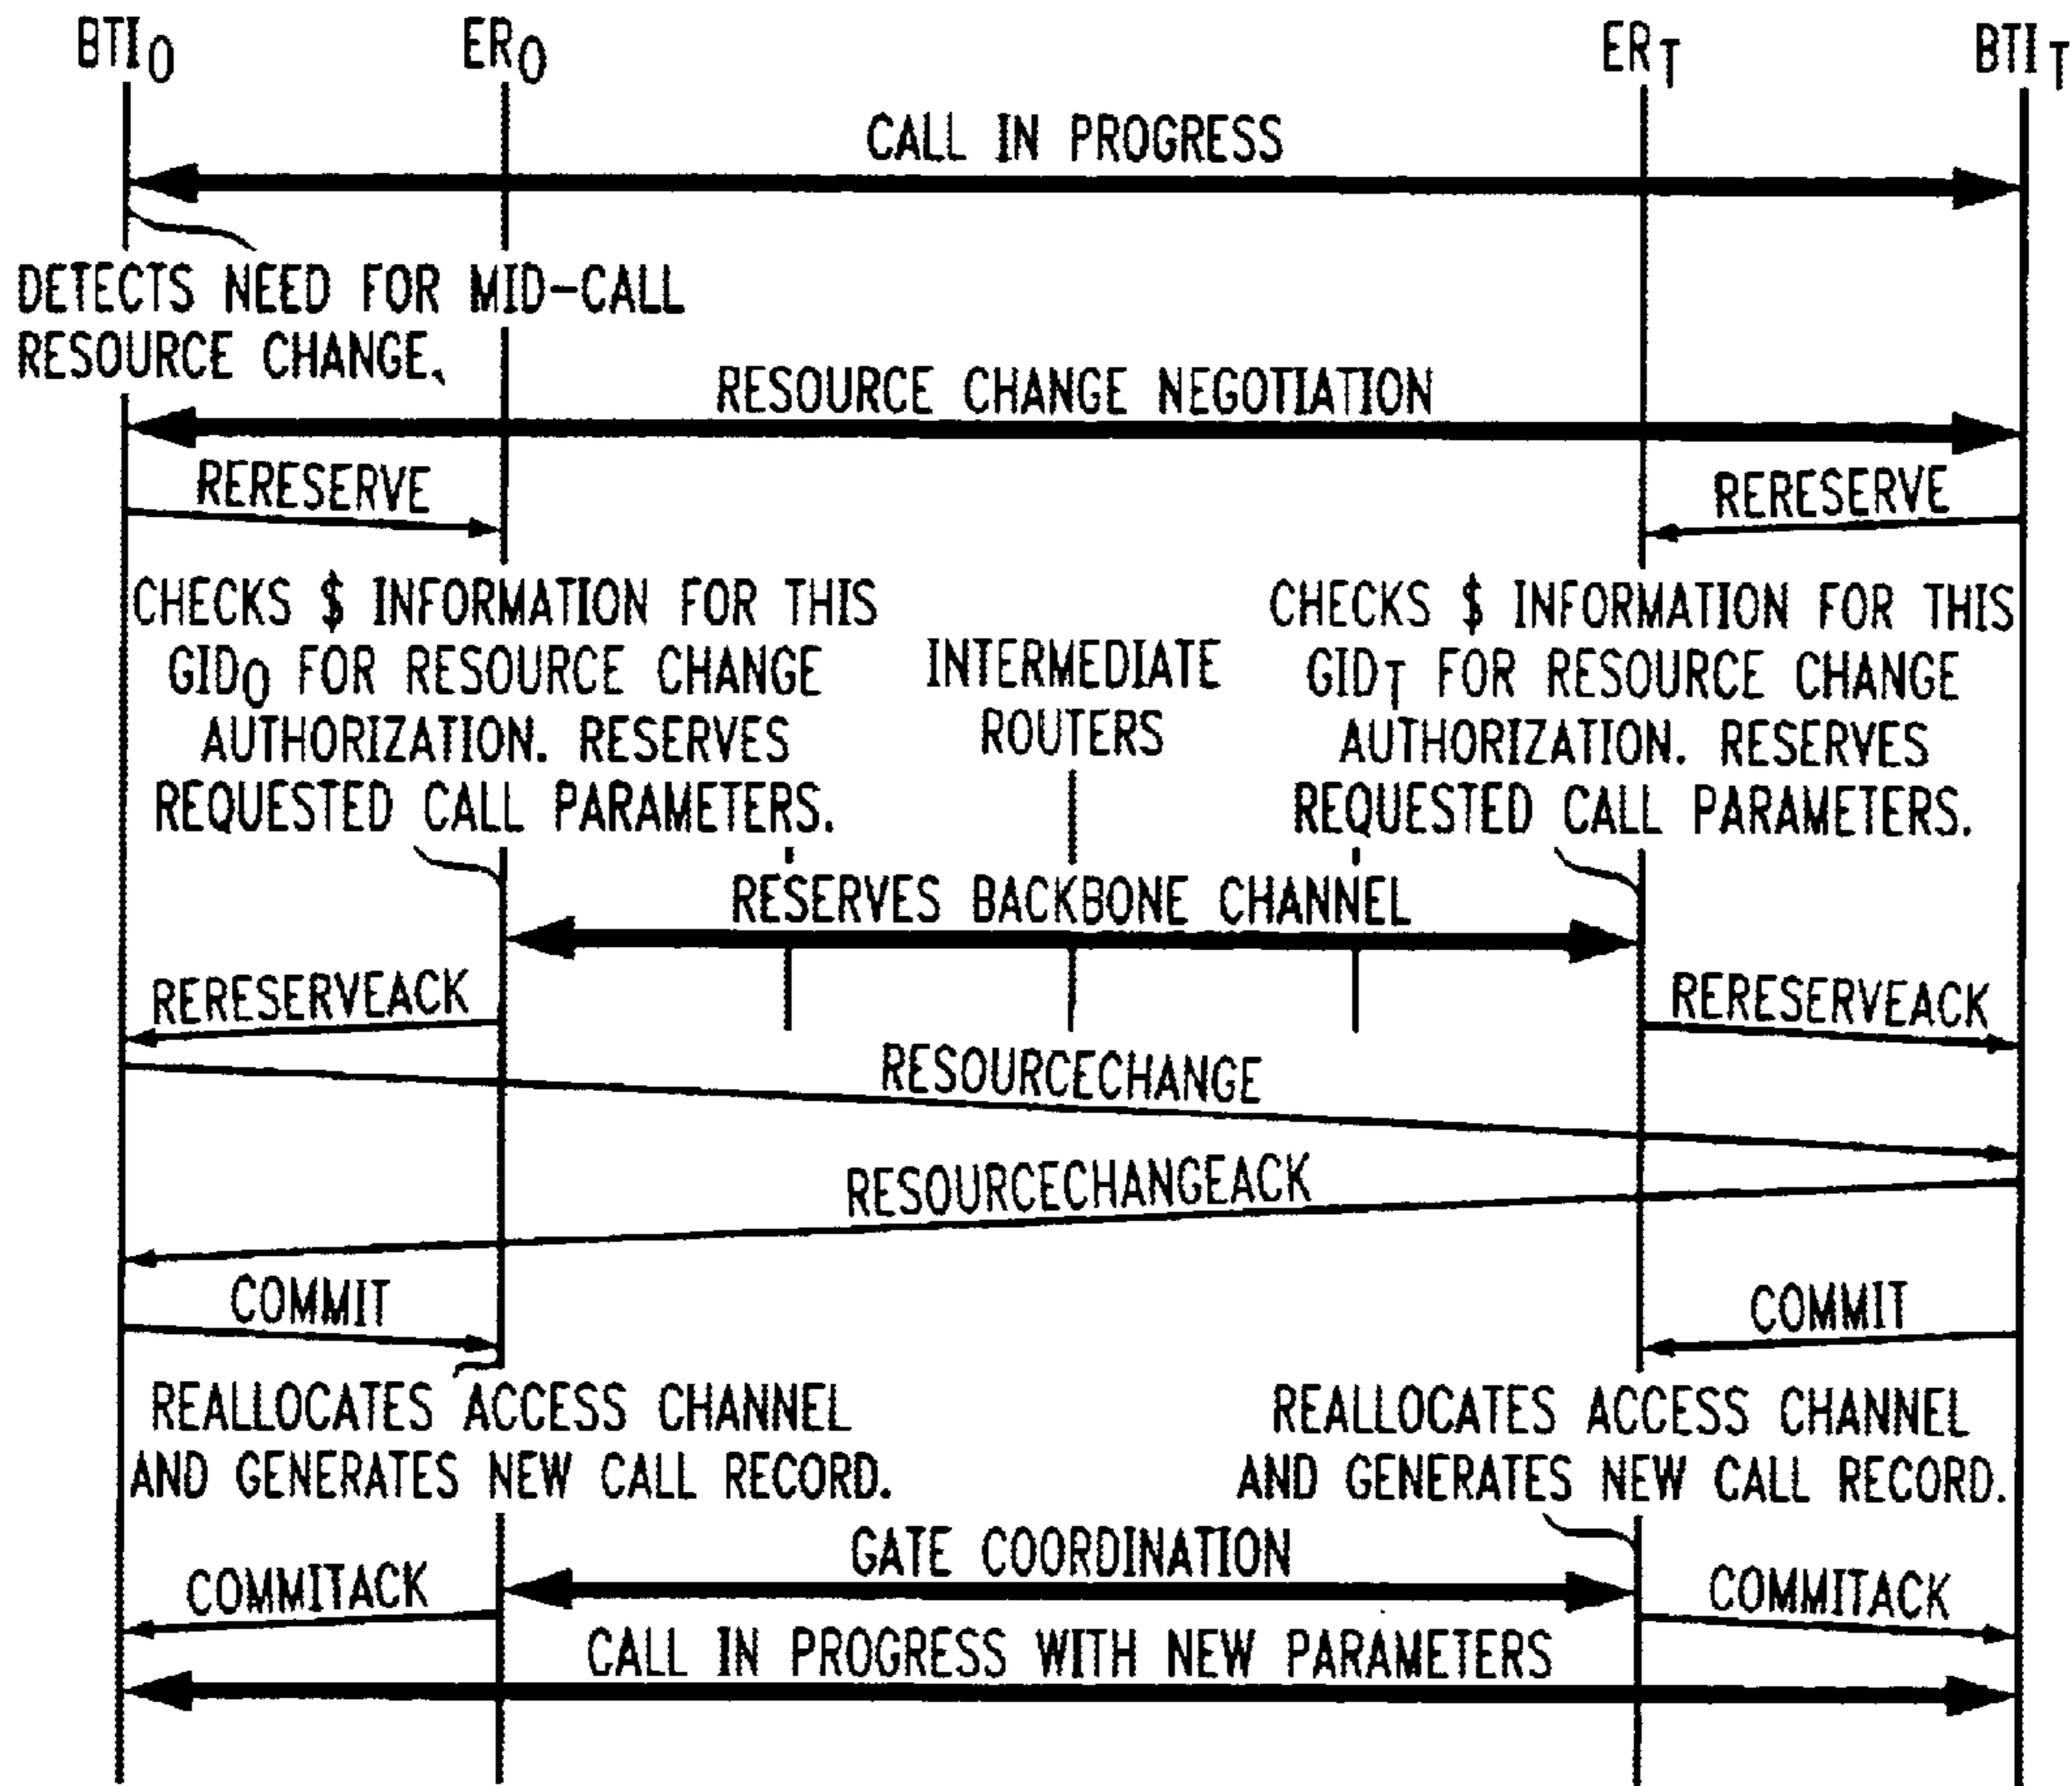 BTIO ERO ERT BTIT
CALL IN PROGRESS
DETECTS NEED FOR MID-CALL
RESOURCE CHANGE.
RESOURCE CHANGE NEGOTIATION
RERESERVE
RERESERVE
CHECKS $ INFORMATION FOR THIS
GIDO FOR RESOURCE CHANGE
AUTHORIZATION. RESERVES
REQUESTED CALL PARAMETERS.
INTERMEDIATE
ROUTERS
CHECKS $ INFORMATION FOR THIS
GIDT FOR RESOURCE CHANGE
AUTHORIZATION. RESERVES
REQUESTED CALL PARAMETERS.
RESERVES BACKBONE CHANNEL
RERESERVEACK
RERESERVEACK
RESOURCECHANGE
RESOURCECHANGEACK
COMMIT
COMMIT
REALLOCATES ACCESS CHANNEL
AND GENERATES NEW CALL RECORD.
REALLOCATES ACCESS CHANNEL
AND GENERATES NEW CALL RECORD.
GATE COORDINATION
COMMITACK
COMMITACK
CALL IN PROGRESS WITH NEW PARAMETERS